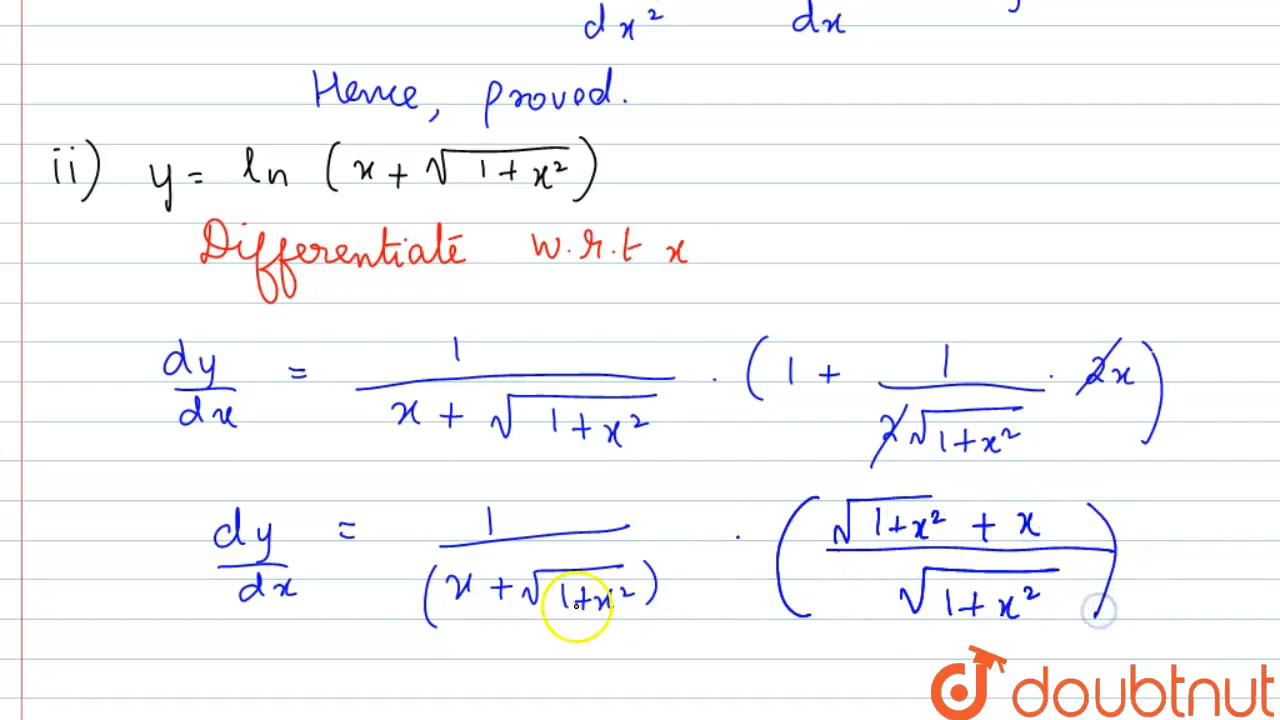 dx² dx
Hence, proved.
ii) y = ln (x + √(1+x²))
Differentiate w.r.t x
dy/dx = 1/(x + √(1+x²)) · (1 + 1/(2√(1+x²)) · 2x)
dy/dx = 1/(x + √(1+x²)) · ((√(1+x²) + x)/√(1+x²))
doubtnut